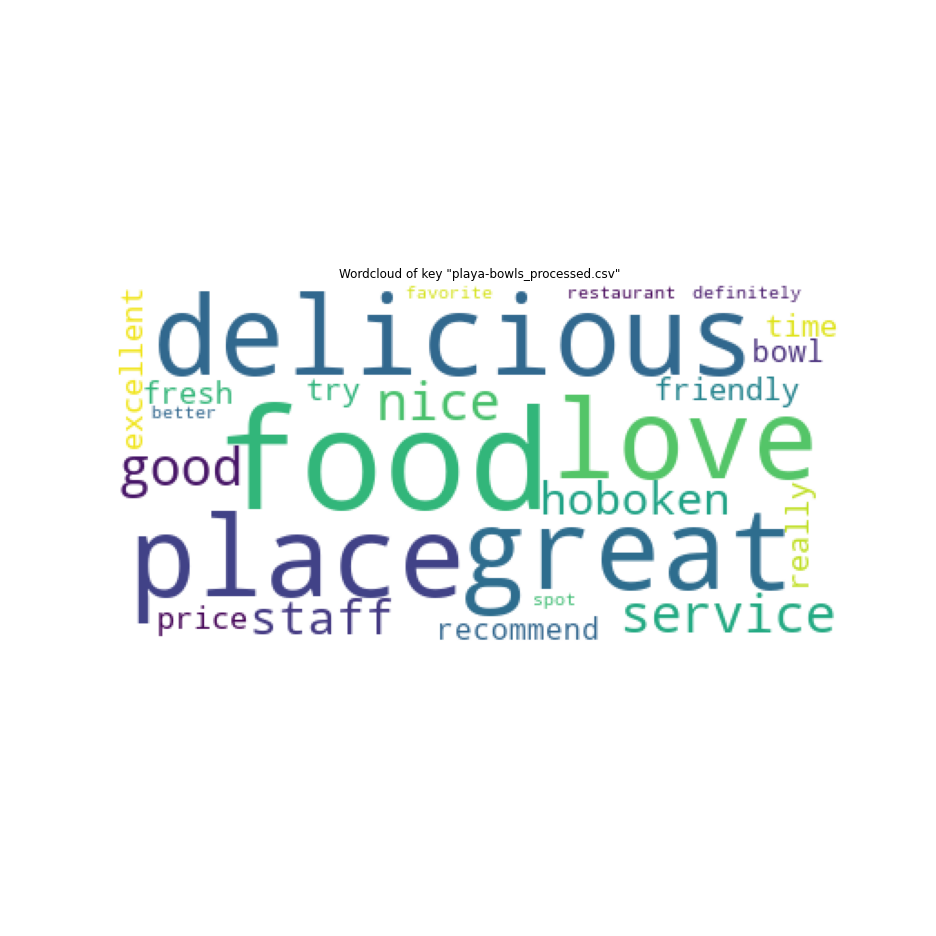 Wordcloud of key "playa-bowls_processed.csv"
excellent
favorite
restaurant
definitely
delicious
time
bowl
fresh
try
nice
friendly
better
food
love
good
hoboken
really
place
great
price
staff
spot
service
recommend